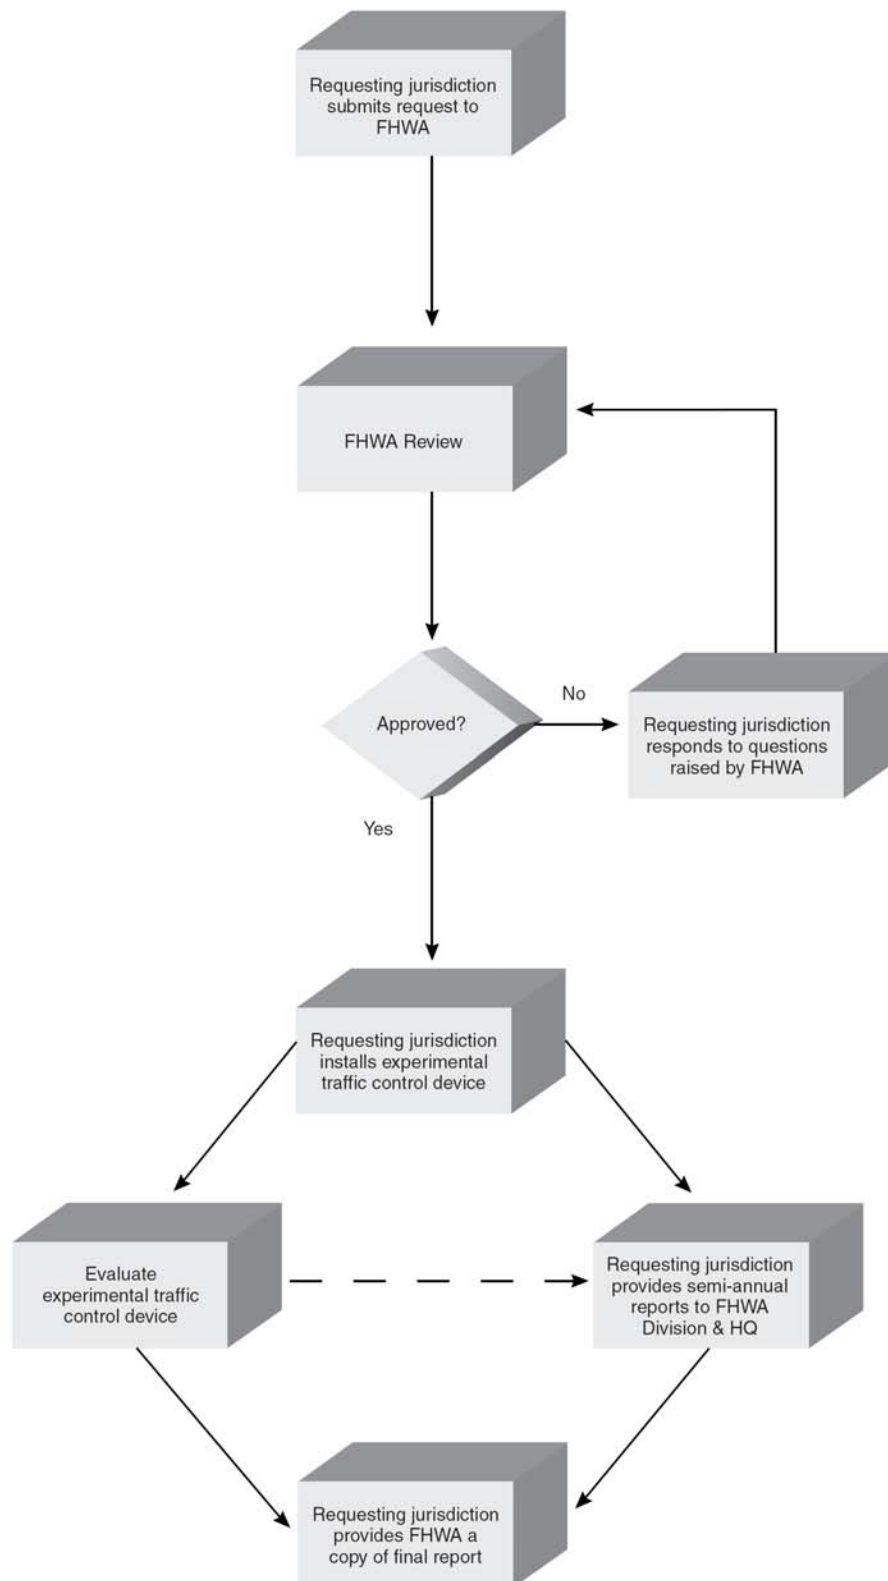 Requesting jurisdiction
submits request to
FHWA
FHWA Review
Approved?
No
Requesting jurisdiction
responds to questions
raised by FHWA
Yes
Requesting jurisdiction
installs experimental
traffic control device
Evaluate
experimental traffic
control device
Requesting jurisdiction
provides semi-annual
reports to FHWA
Division & HQ
Requesting jurisdiction
provides FHWA a
copy of final report